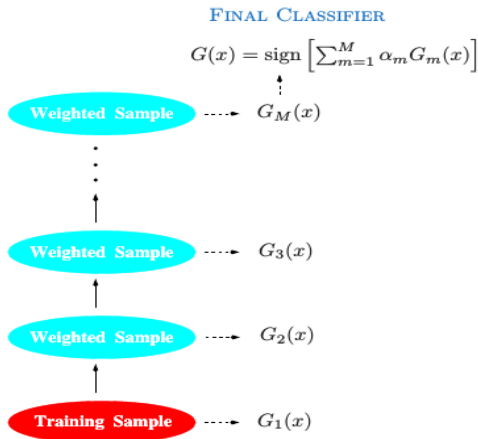 FINAL CLASSIFIER
G(x) = sign [∑_{m=1}^{M} α_m G_m(x)]
Weighted Sample G_M(x)
Weighted Sample G_3(x)
Weighted Sample G_2(x)
Training Sample G_1(x)